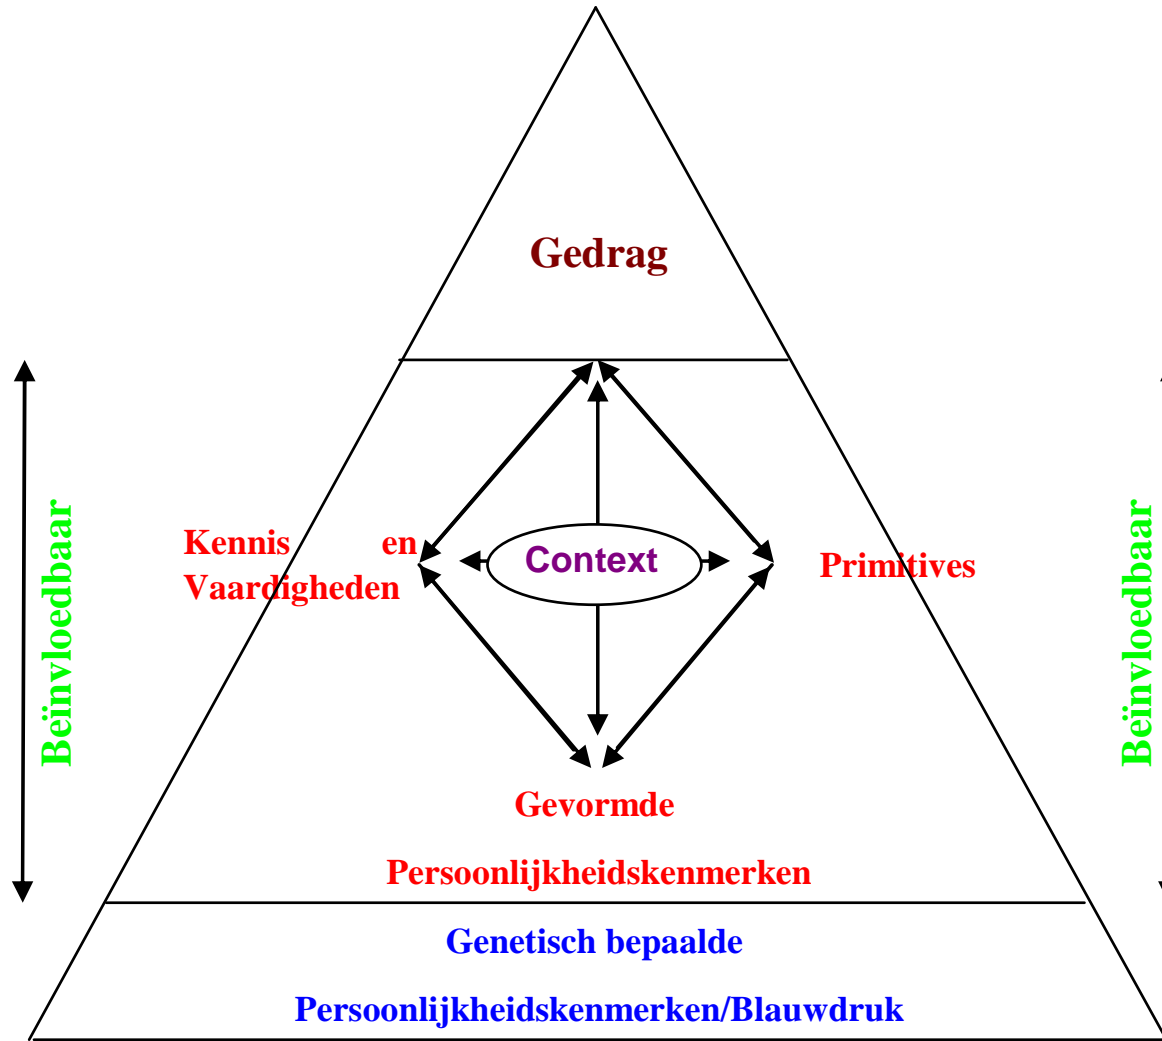 Gedrag
Beïnvloedbaar
Kennis en
Vaardigheden
Context
Primitives
Beïnvloedbaar
Gevormde
Persoonlijkheidskenmerken
Genetisch bepaalde
Persoonlijkheidskenmerken/Blauwdruk